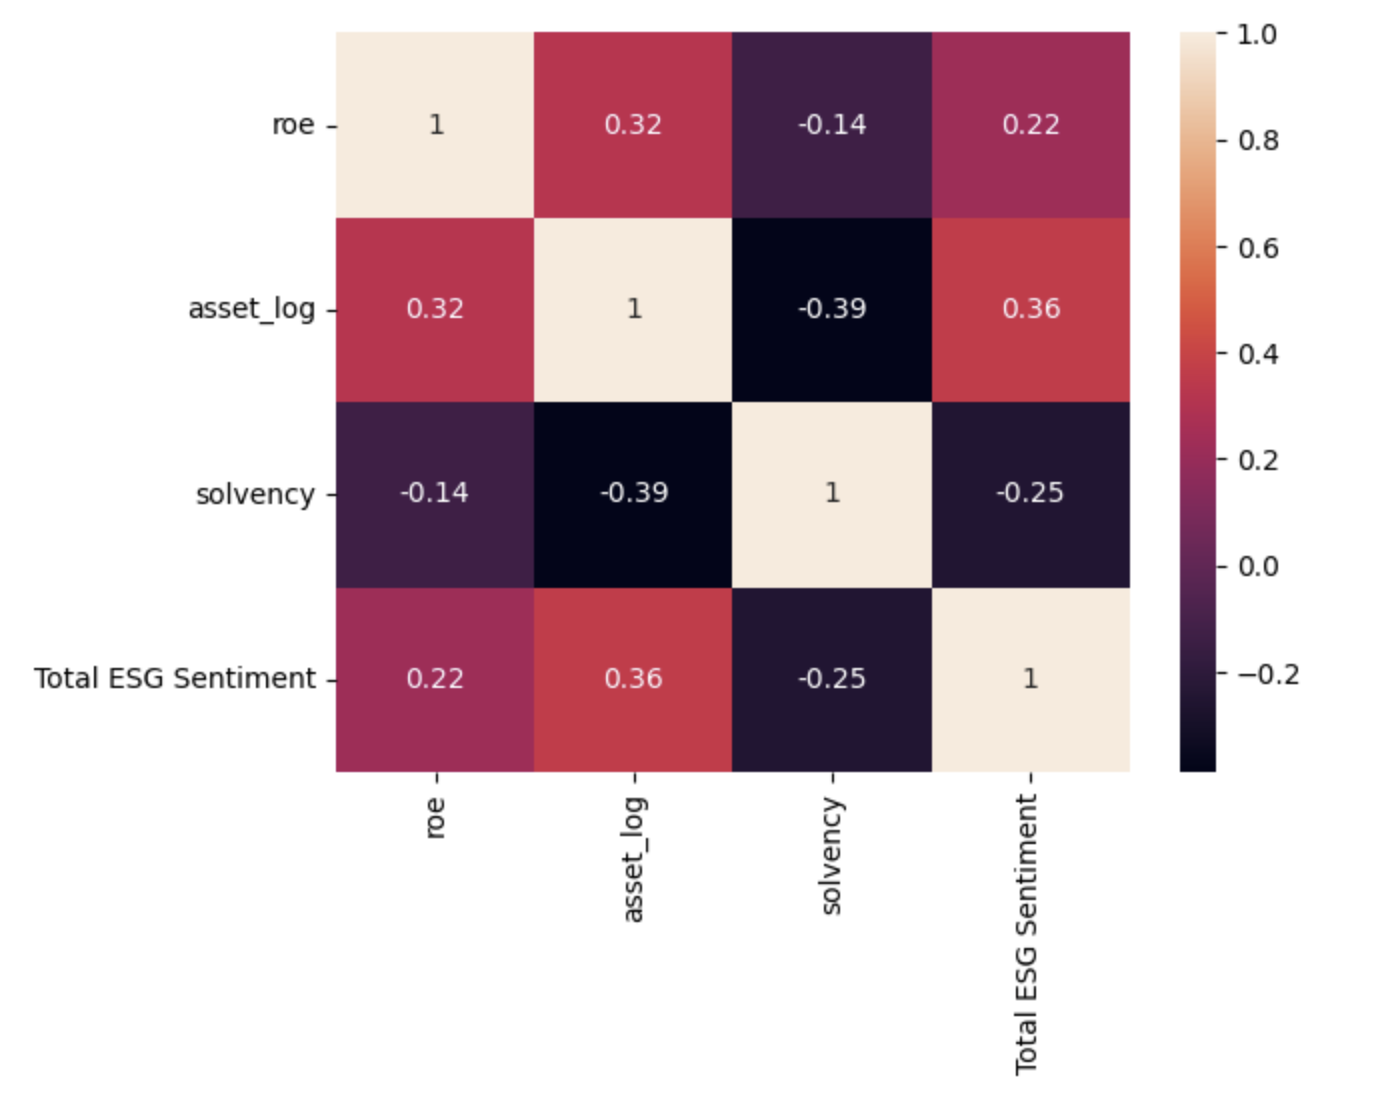 roe 1 0.32 -0.14 0.22
asset_log 0.32 1 -0.39 0.36
solvency -0.14 -0.39 1 -0.25
Total ESG Sentiment 0.22 0.36 -0.25 1
roe
asset_log
solvency
Total ESG Sentiment
1.0
0.8
0.6
0.4
0.2
0.0
−0.2